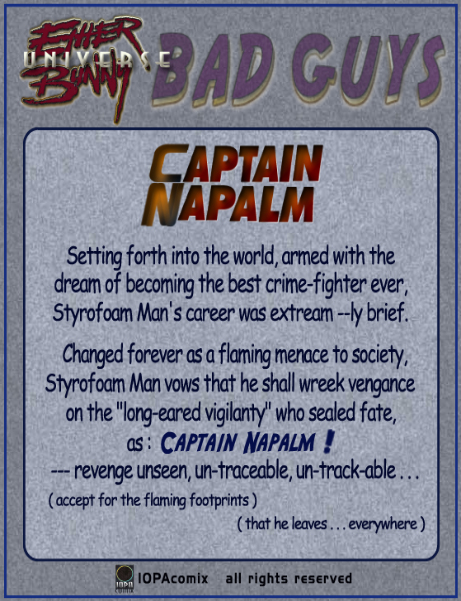 ETHER
UNIVERSE
BUNNY
BAD GUYS
CAPTAIN
NAPALM
Setting forth into the world, armed with the
dream of becoming the best crime-fighter ever,
Styrofoam Man's career was extream --ly brief.
Changed forever as a flaming menace to society,
Styrofoam Man vows that he shall wreek vengance
on the "long-eared vigilanty" who sealed fate,
as : CAPTAIN NAPALM !
--- revenge unseen, un-traceable, un-track-able . . .
( accept for the flaming footprints )
( that he leaves . . . everywhere )
IOPA
COMIX
IOPAcomix all rights reserved